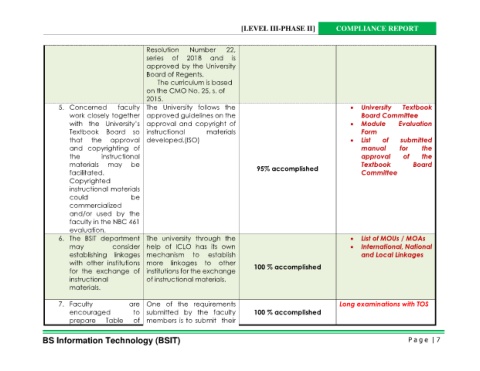 [LEVEL III-PHASE II] COMPLIANCE REPORT
Resolution Number 22,
series of 2018 and is
approved by the University
Board of Regents.
The curriculum is based
on the CMO No. 25, s. of
2015.
5. Concerned faculty
work closely together
with the University's
Textbook Board so
that the approval
and copyrighting of
the instructional
materials may be
facilitated.
Copyrighted
instructional materials
could be
commercialized
and/or used by the
faculty in the NBC 461
evaluation.
The University follows the
approved guidelines on the
approval and copyright of
instructional materials
developed.(ISO)
95% accomplished
• University Textbook
Board Committee
• Module Evaluation
Form
• List of submitted
manual for the
approval of the
Textbook Board
Committee
6. The BSIT department
may consider
establishing linkages
with other institutions
for the exchange of
instructional
materials.
The university through the
help of ICLO has its own
mechanism to establish
more linkages to other
institutions for the exchange
of instructional materials.
100 % accomplished
• List of MOUs / MOAs
• International, National
and Local Linkages
7. Faculty are
encouraged to
prepare Table of
One of the requirements
submitted by the faculty
members is to submit their
100 % accomplished
Long examinations with TOS
BS Information Technology (BSIT)
Page | 7